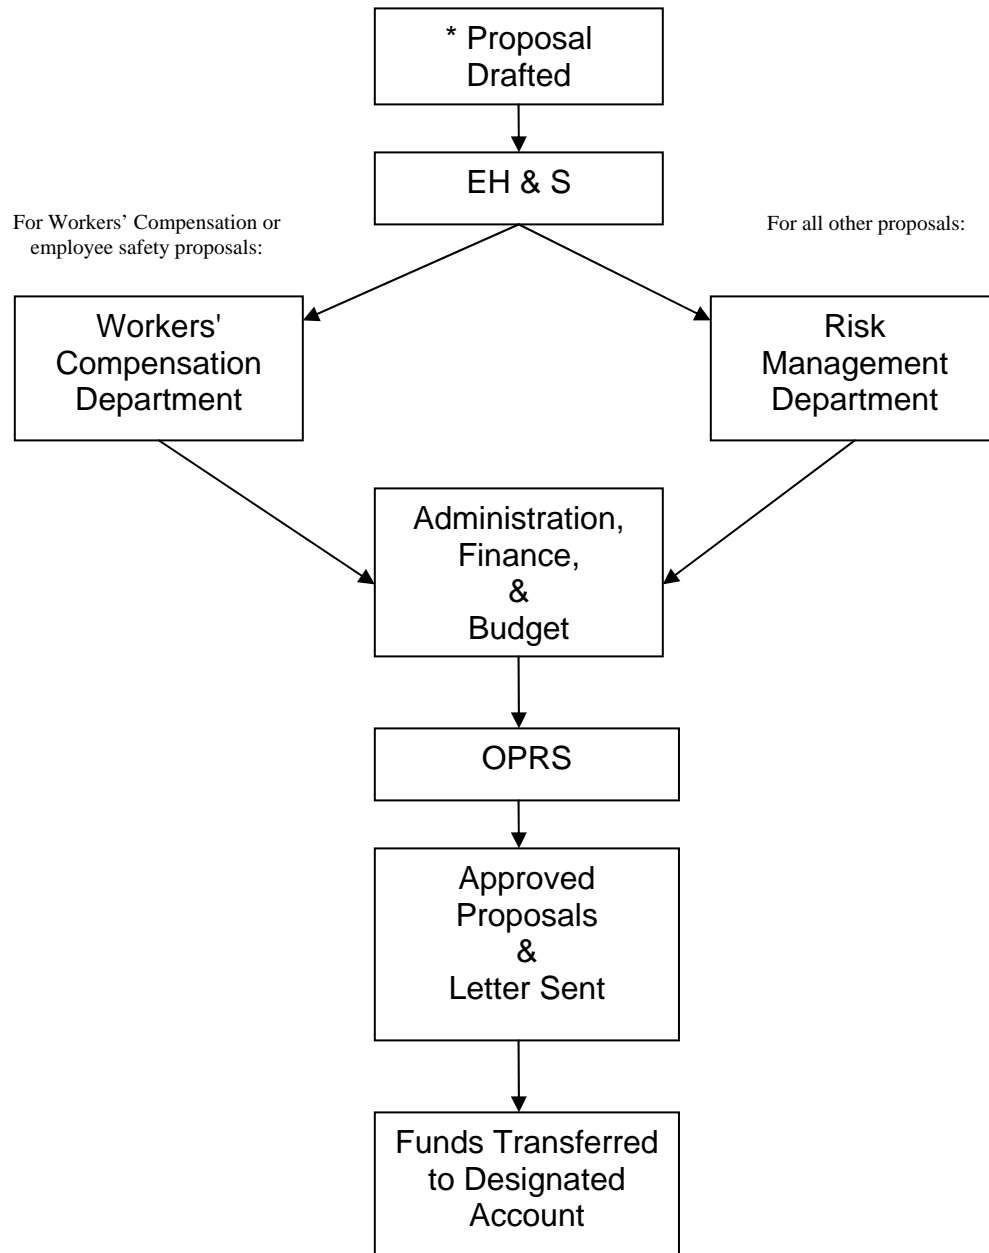 * Proposal
Drafted
EH & S
For Workers’ Compensation or
employee safety proposals:
For all other proposals:
Workers'
Compensation
Department
Risk
Management
Department
Administration,
Finance,
&
Budget
OPRS
Approved
Proposals
&
Letter Sent
Funds Transferred
to Designated
Account